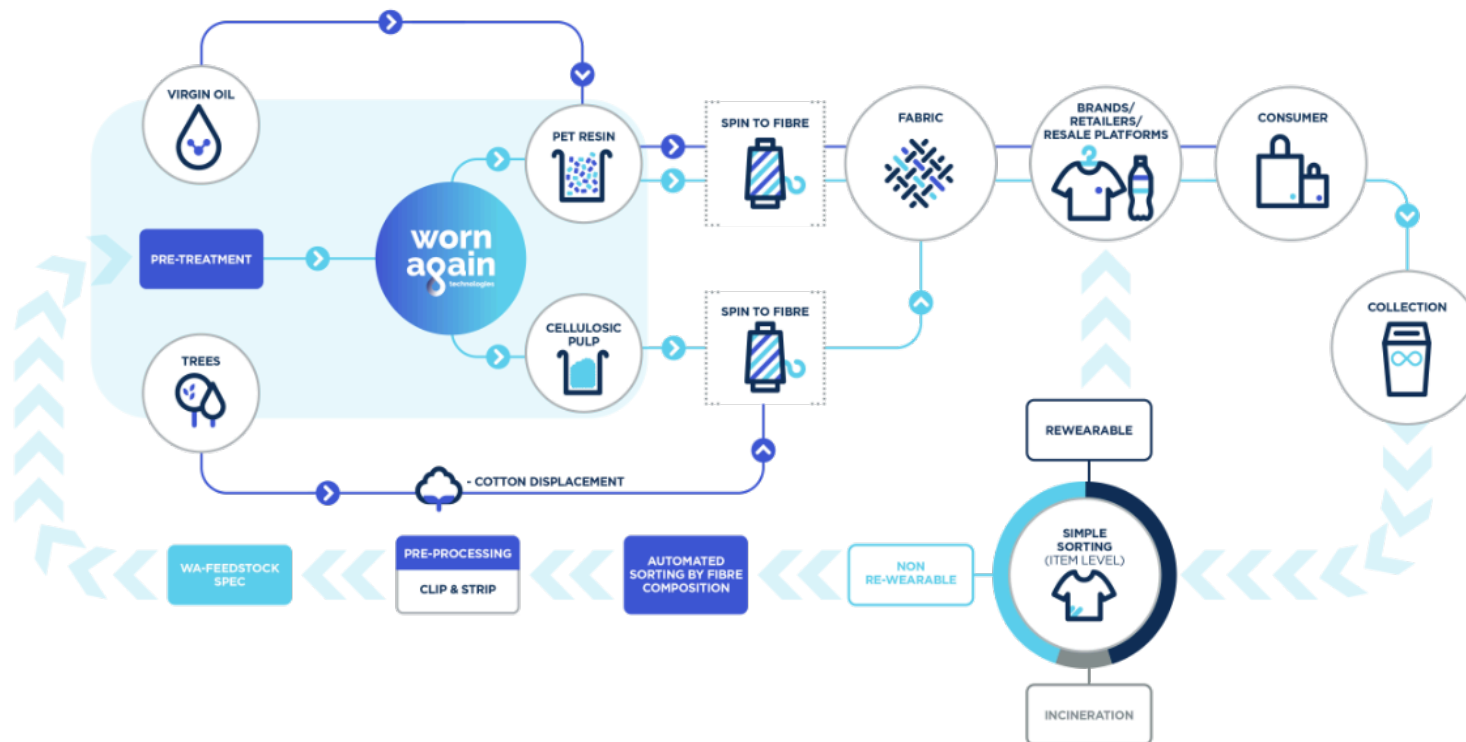 VIRGIN OIL
PET RESIN
SPIN TO FIBRE
FABRIC
BRANDS/
RETAILERS/
RESALE PLATFORMS
CONSUMER
PRE-TREATMENT
worn
again
technologies
COLLECTION
TREES
CELLULOSIC
PULP
SPIN TO FIBRE
- COTTON DISPLACEMENT
REWEARABLE
WA-FEEDSTOCK
SPEC
PRE-PROCESSING
CLIP & STRIP
AUTOMATED
SORTING BY FIBRE
COMPOSITION
NON
RE-WEARABLE
SIMPLE
SORTING
(ITEM LEVEL)
INCINERATION